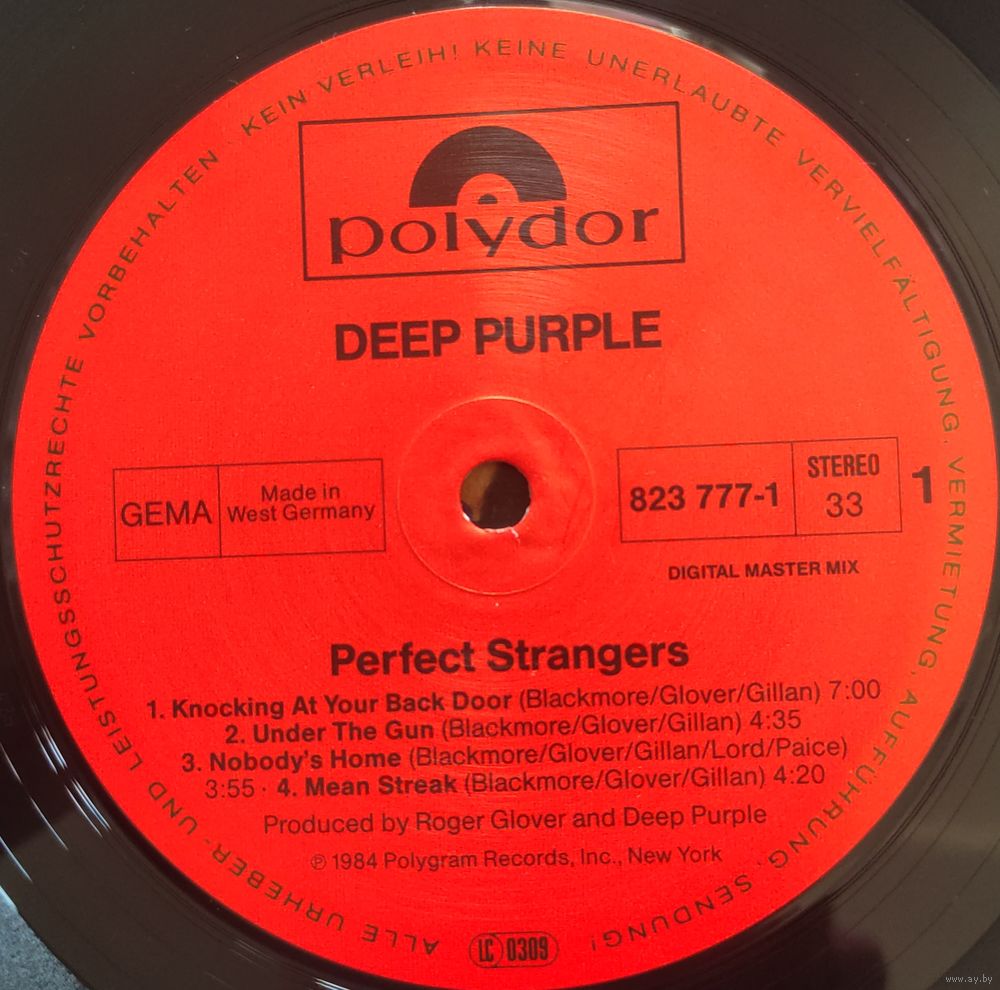 ALLE URHEBER- UND LEISTUNGSSCHUTZRECHTE VORBEHALTEN · KEIN VERLEIH! KEINE UNERLAUBTE VERVIELFÄLTIGUNG, VERMIETUNG, AUFFÜHRUNG, SENDUNG!
polydor
DEEP PURPLE
GEMA
Made in
West Germany
823 777-1
STEREO
33
1
DIGITAL MASTER MIX
Perfect Strangers
1. Knocking At Your Back Door (Blackmore/Glover/Gillan) 7:00
2. Under The Gun (Blackmore/Glover/Gillan) 4:35
3. Nobody's Home (Blackmore/Glover/Gillan/Lord/Paice)
3:55 · 4. Mean Streak (Blackmore/Glover/Gillan) 4:20
Produced by Roger Glover and Deep Purple
℗ 1984 Polygram Records, Inc., New York
LC 0309
www.ay.by